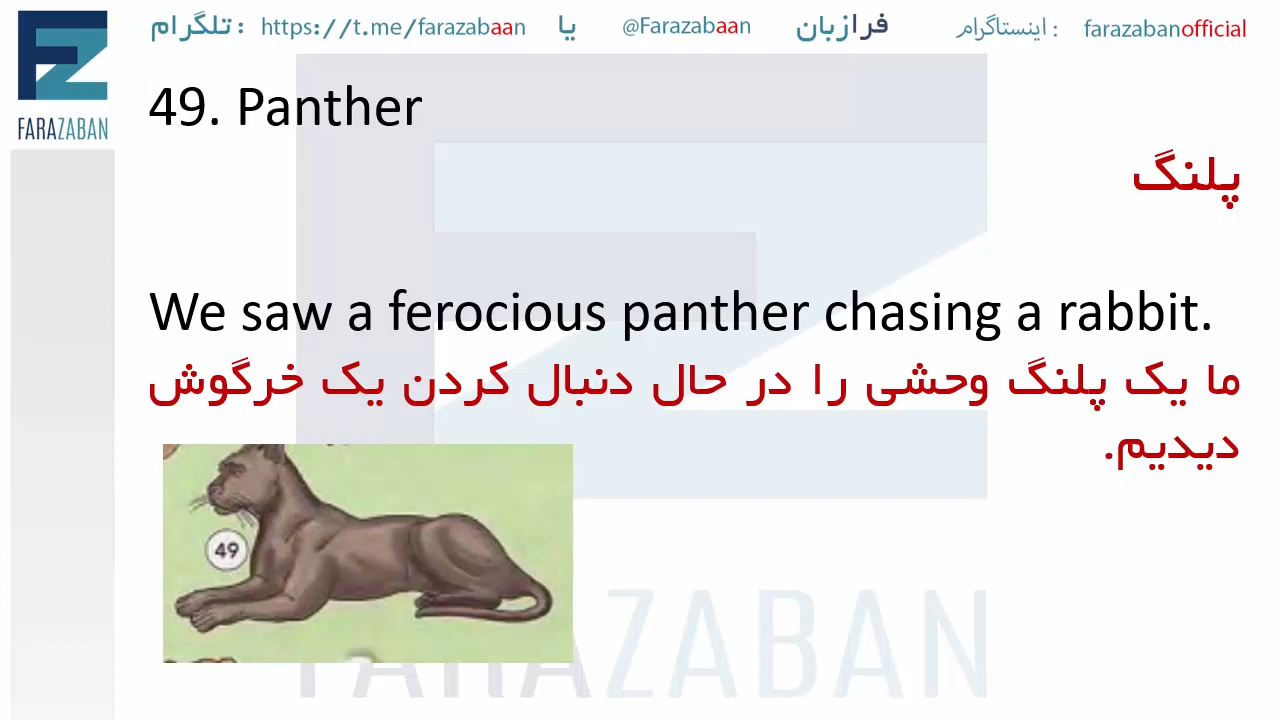 تلگرام : https://t.me/farazabaan یا @Farazabaan فرازبان اینستاگرام : farazabanofficial
FZ
FARAZABAN
49. Panther
پلنگ
We saw a ferocious panther chasing a rabbit.
ما یک پلنگ وحشی را در حال دنبال کردن یک خرگوش
دیدیم.
49
FARAZABAN